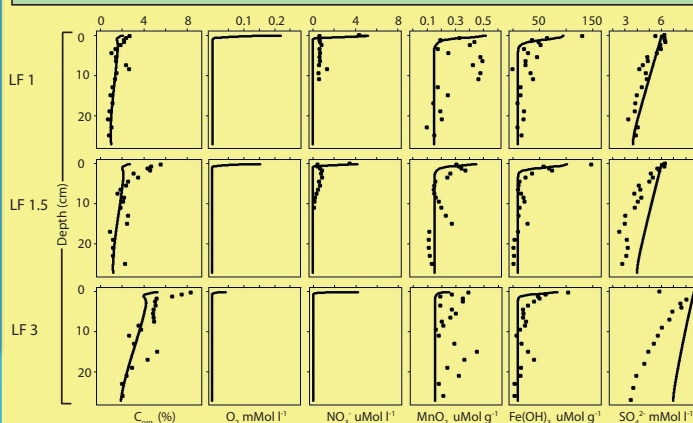 0 4 8 0.1 0.2 0 4 8 0.1 0.3 0.5 50 150 3 6
LF 1
0
10
20
LF 1.5
Depth (cm)
0
10
20
LF 3
0
10
20
C org (%) O2 mMol l-1 NO3- uMol l-1 MnO2 uMol g-1 Fe(OH)3 uMol g-1 SO42- mMol l-1